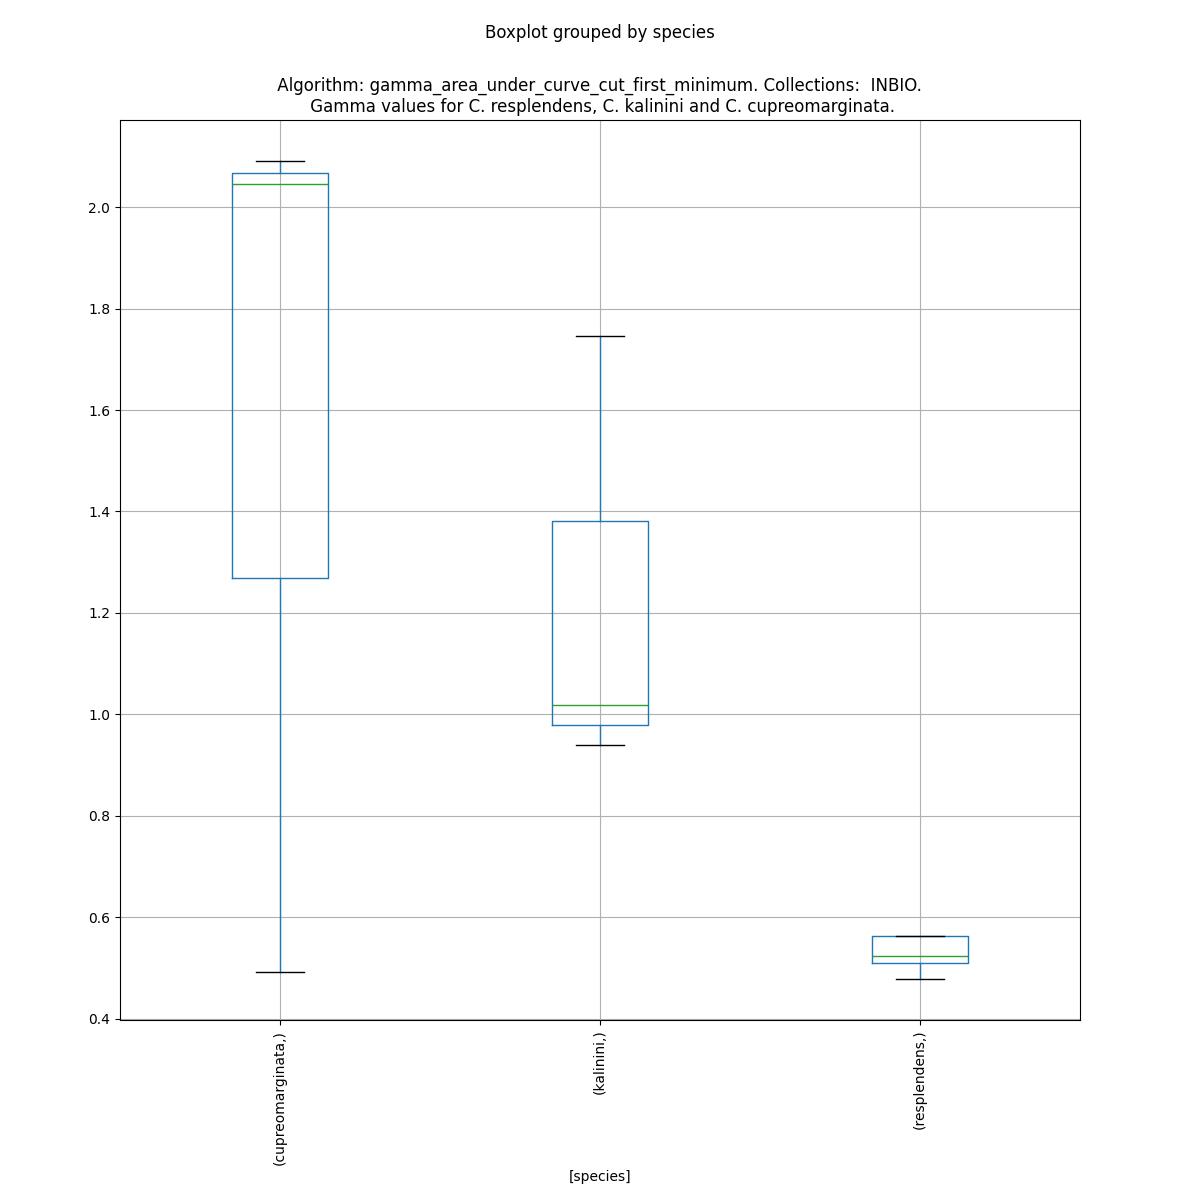 Boxplot grouped by species
Algorithm: gamma_area_under_curve_cut_first_minimum. Collections:  INBIO.
Gamma values for C. resplendens, C. kalinini and C. cupreomarginata.
2.0
1.8
1.6
1.4
1.2
1.0
0.8
0.6
0.4
(cupreomarginata,)
(kalinini,)
(resplendens,)
[species]